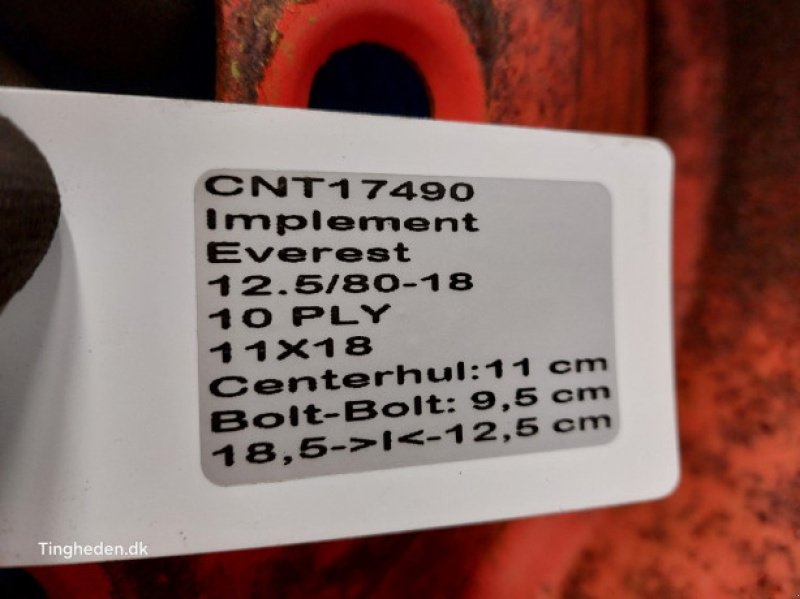 CNT17490
Implement
Everest
12.5/80-18
10 PLY
11X18
Centerhul:11 cm
Bolt-Bolt: 9,5 cm
18,5->I<-12,5 cm
Tingheden.dk